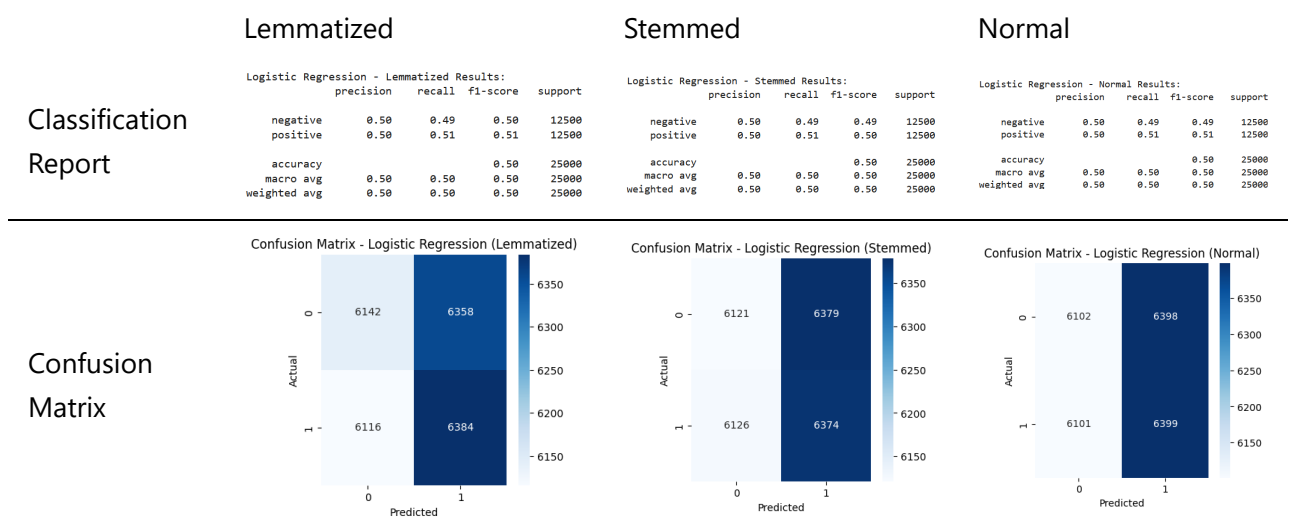 Lemmatized
Stemmed
Normal
Classification
Report
Logistic Regression - Lemmatized Results:
precision recall f1-score support
negative 0.50 0.49 0.50 12500
positive 0.50 0.51 0.51 12500
accuracy 0.50 25000
macro avg 0.50 0.50 0.50 25000
weighted avg 0.50 0.50 0.50 25000
Logistic Regression - Stemmed Results:
precision recall f1-score support
negative 0.50 0.49 0.49 12500
positive 0.50 0.51 0.50 12500
accuracy 0.50 25000
macro avg 0.50 0.50 0.50 25000
weighted avg 0.50 0.50 0.50 25000
Logistic Regression - Normal Results:
precision recall f1-score support
negative 0.50 0.49 0.49 12500
positive 0.50 0.51 0.51 12500
accuracy 0.50 25000
macro avg 0.50 0.50 0.50 25000
weighted avg 0.50 0.50 0.50 25000
Confusion
Matrix
Confusion Matrix - Logistic Regression (Lemmatized)
Actual
0
6142 6358
1
6116 6384
0 1
Predicted
6350
6300
6250
6200
6150
Confusion Matrix - Logistic Regression (Stemmed)
Actual
0
6121 6379
1
6126 6374
0 1
Predicted
6350
6300
6250
6200
6150
Confusion Matrix - Logistic Regression (Normal)
Actual
0
6102 6398
1
6101 6399
0 1
Predicted
6350
6300
6250
6200
6150